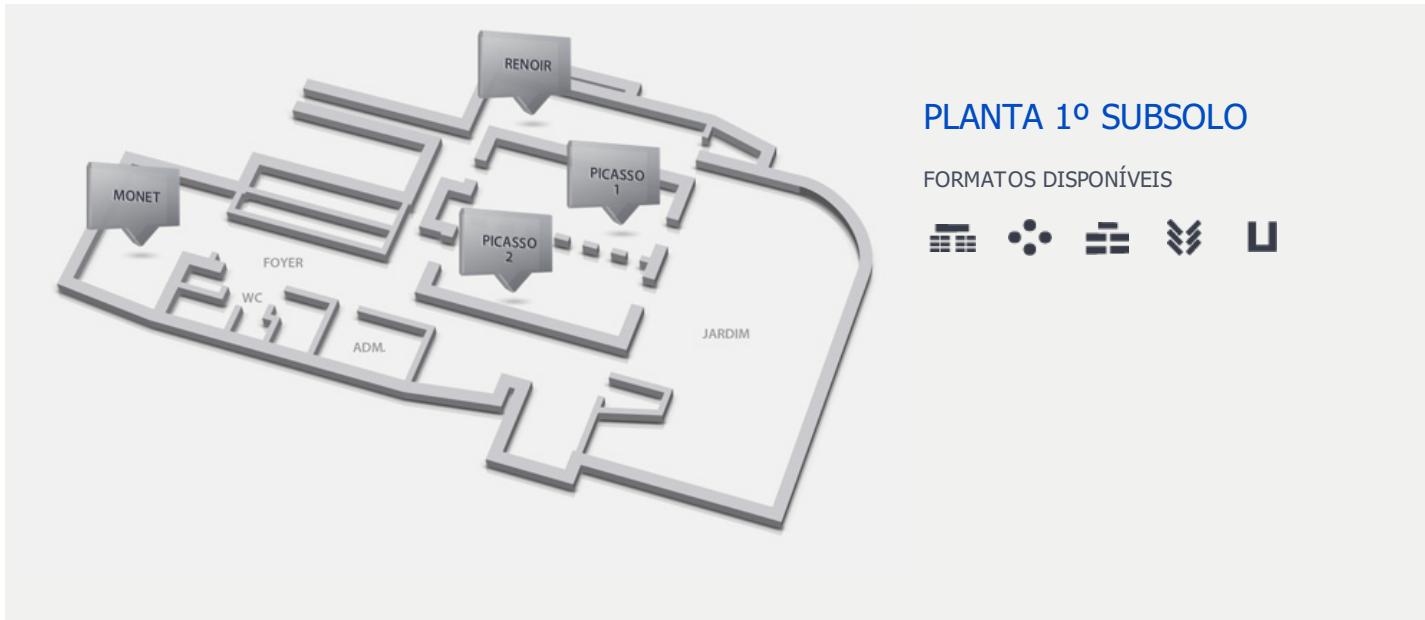 RENOIR
PICASSO
1
MONET
PICASSO
2
FOYER
WC
ADM.
JARDIM
PLANTA 1º SUBSOLO
FORMATOS DISPONÍVEIS